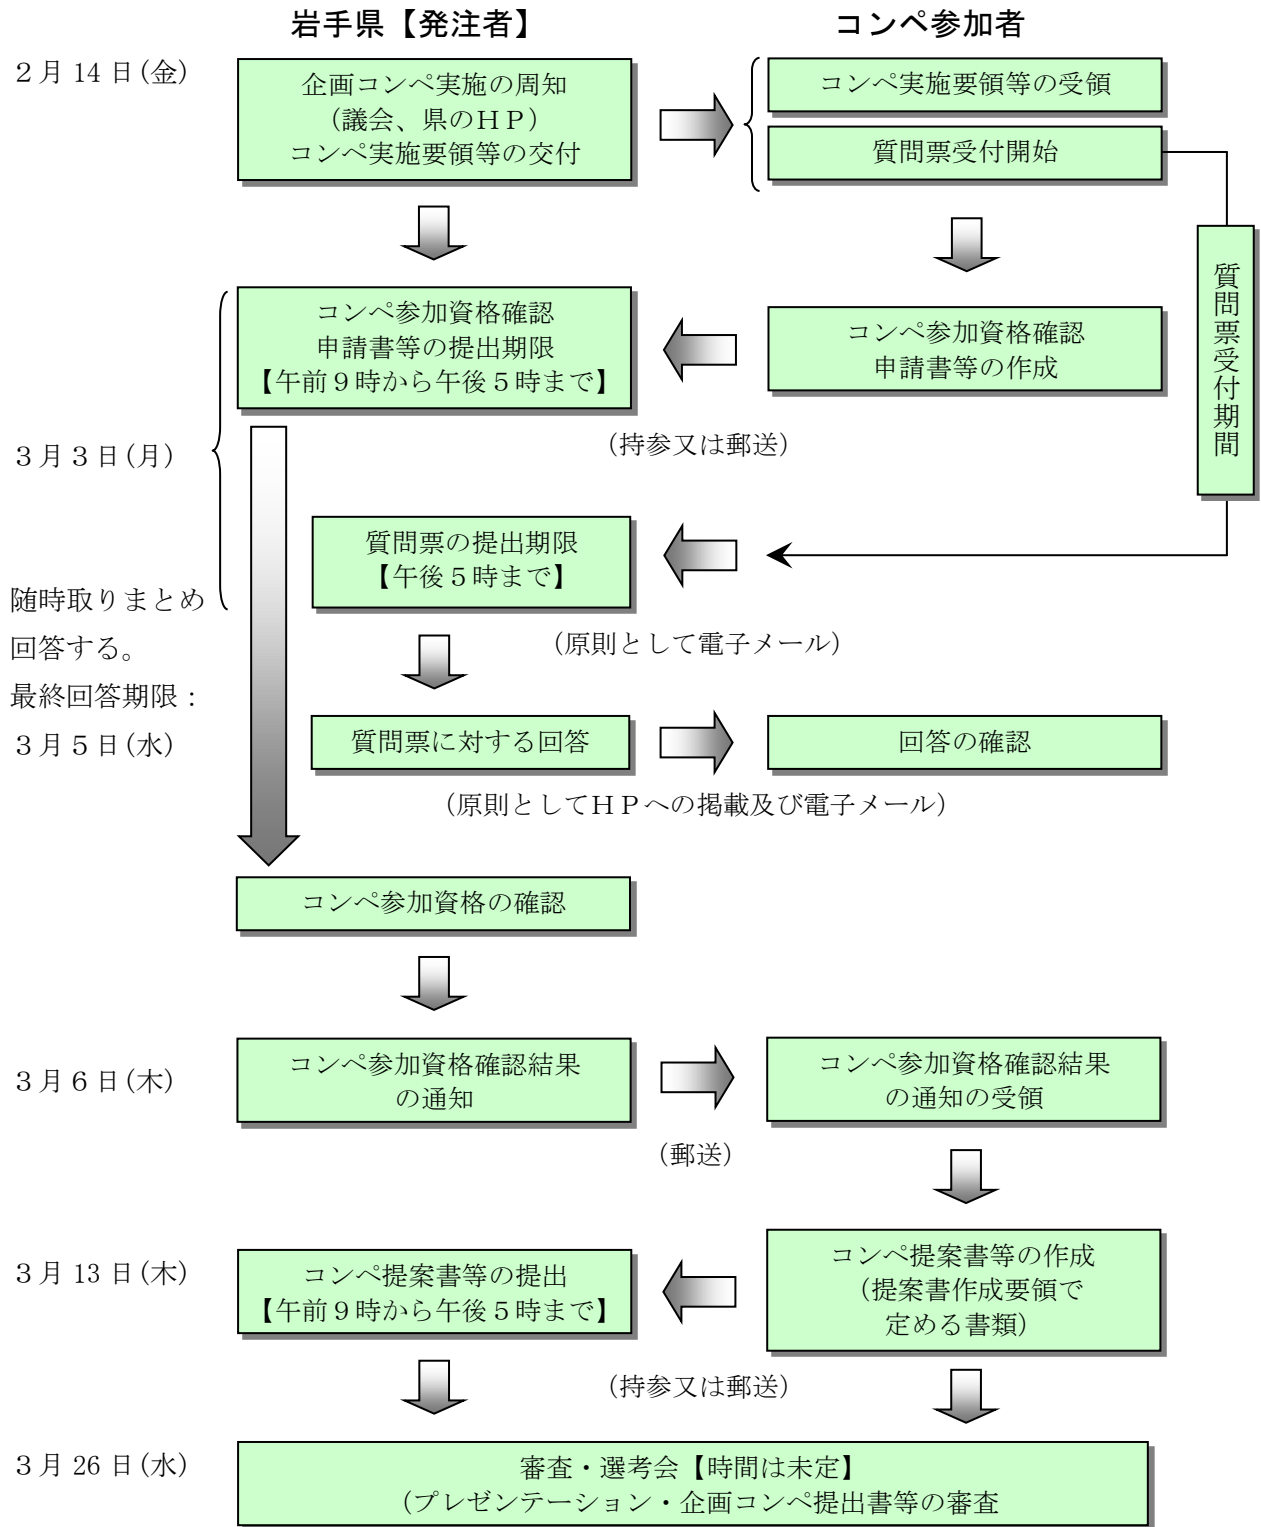 岩手県【発注者】
コンペ参加者
２月 14 日(金)
企画コンペ実施の周知
（議会、県のＨＰ）
コンペ実施要領等の交付
コンペ実施要領等の受領
質問票受付開始
質問票受付期間
コンペ参加資格確認
申請書等の提出期限
【午前９時から午後５時まで】
コンペ参加資格確認
申請書等の作成
３月３日(月)
（持参又は郵送）
質問票の提出期限
【午後５時まで】
（原則として電子メール）
随時取りまとめ
回答する。
最終回答期限：
３月５日(水)
質問票に対する回答
回答の確認
（原則としてＨＰへの掲載及び電子メール）
コンペ参加資格の確認
３月６日(木)
コンペ参加資格確認結果
の通知
コンペ参加資格確認結果
の通知の受領
（郵送）
３月 13 日(木)
コンペ提案書等の提出
【午前９時から午後５時まで】
コンペ提案書等の作成
（提案書作成要領で
定める書類）
（持参又は郵送）
３月 26 日(水)
審査・選考会【時間は未定】
（プレゼンテーション・企画コンペ提出書等の審査